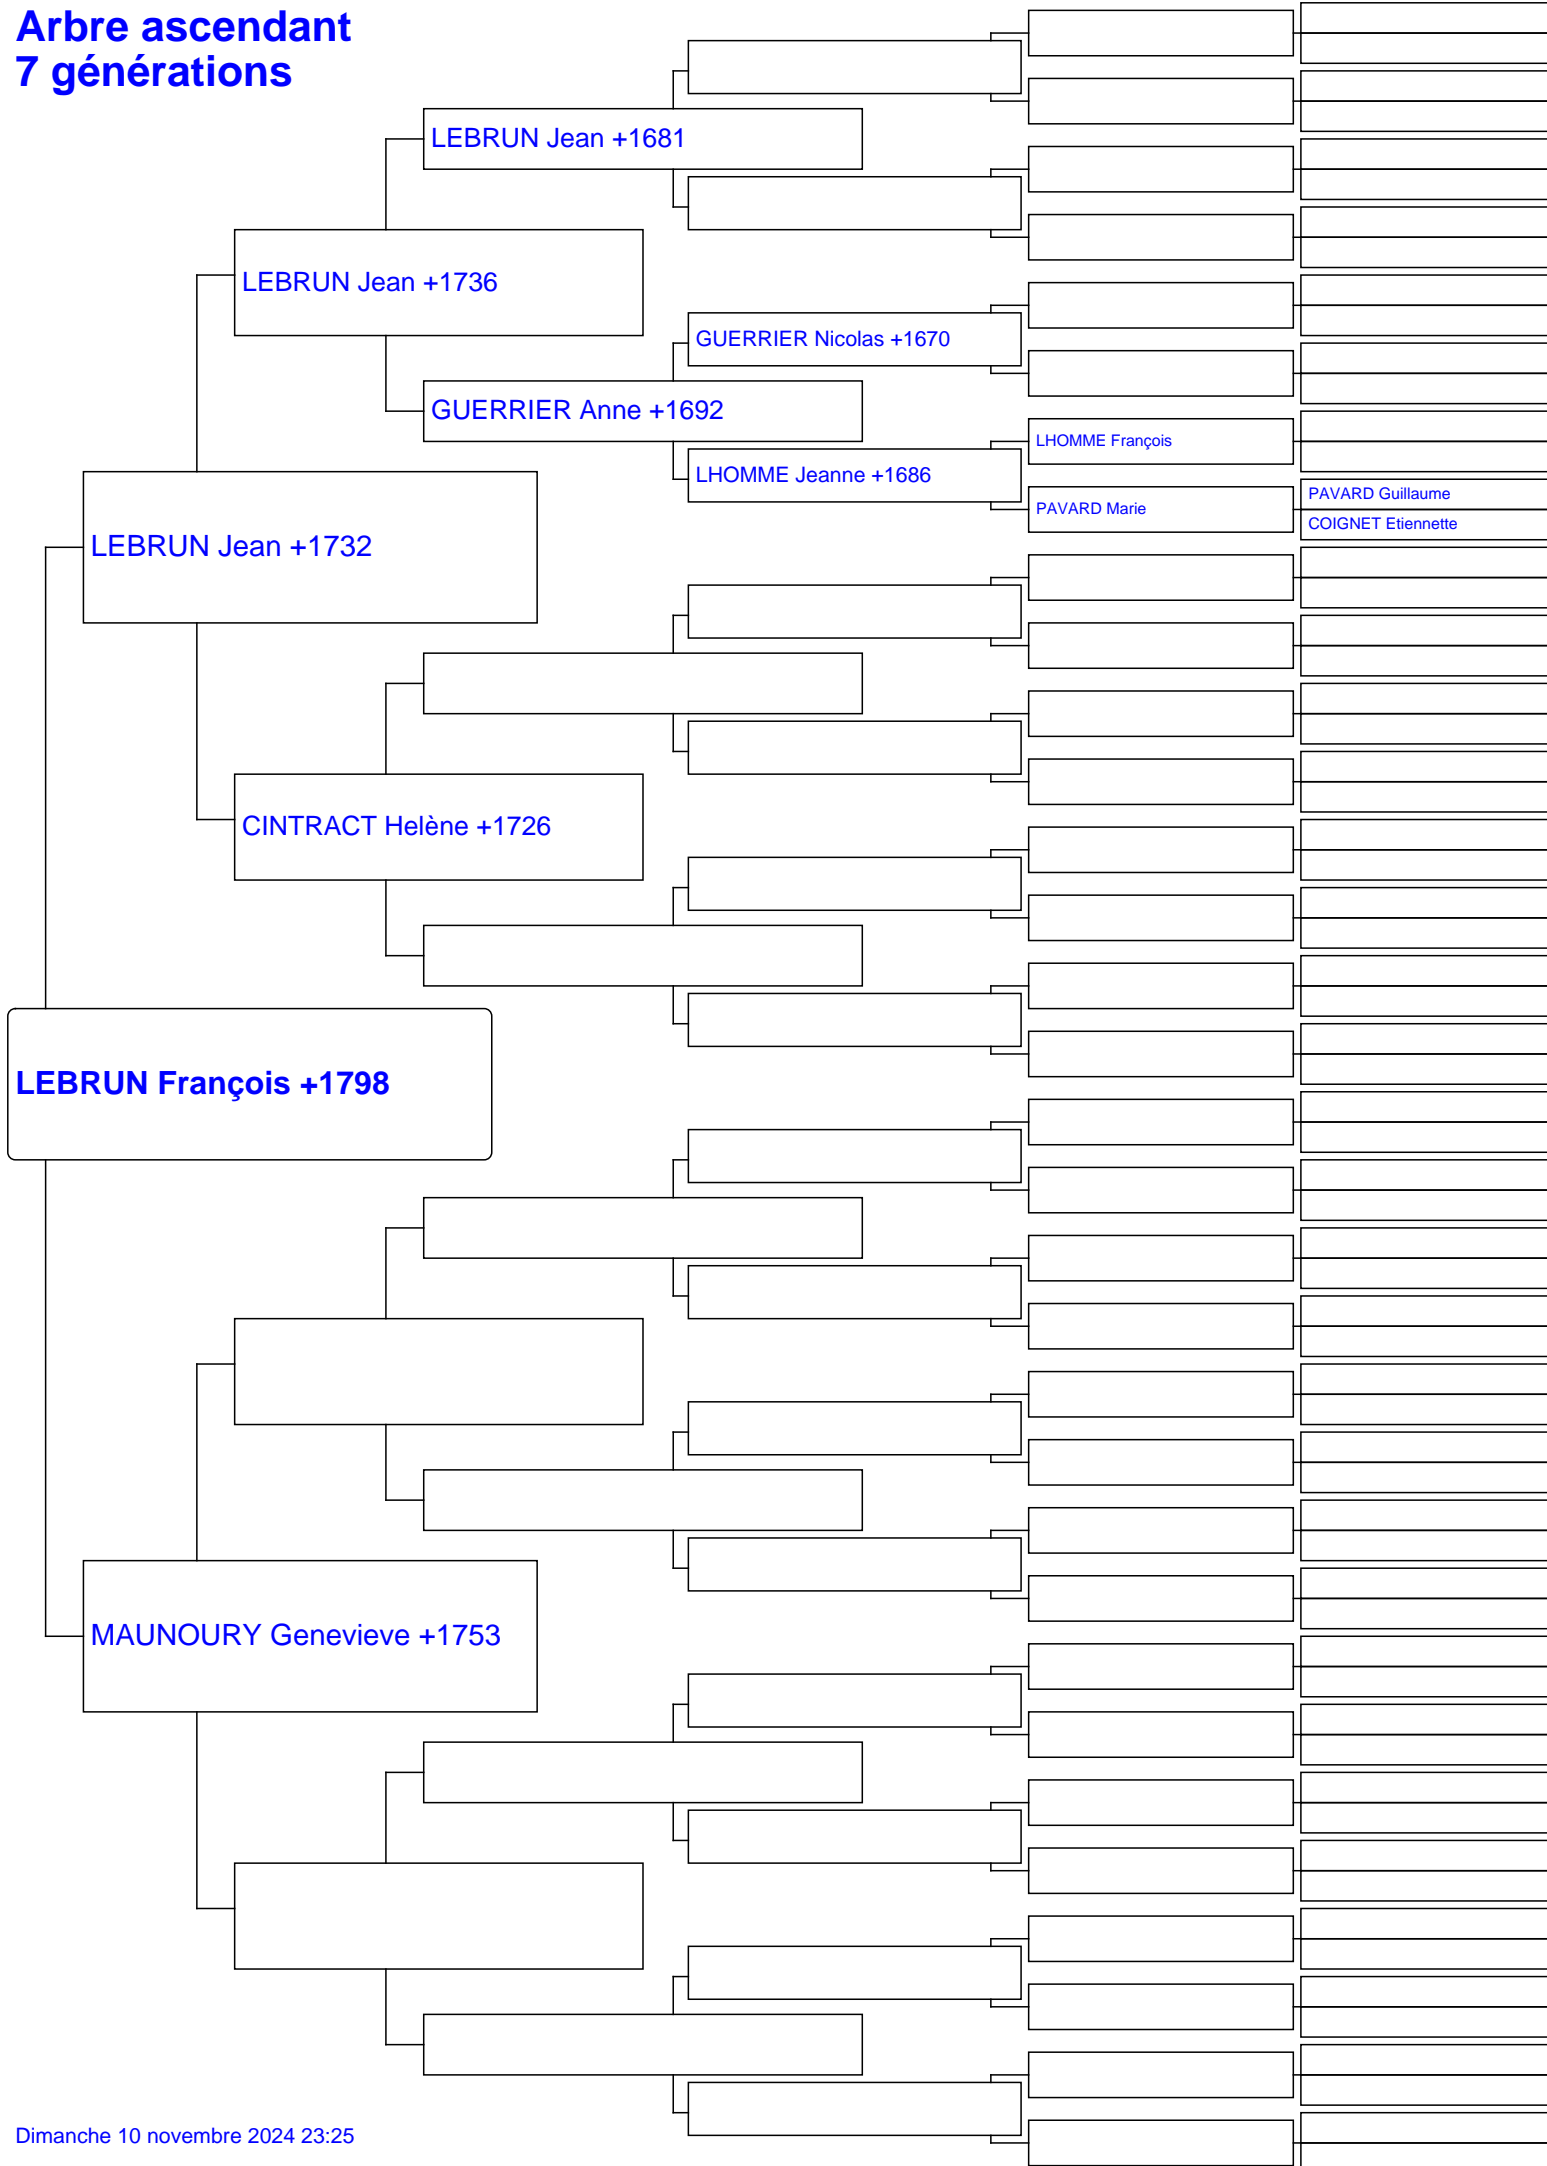 Arbre ascendant
7 générations
LEBRUN Jean +1681
LEBRUN Jean +1736
GUERRIER Nicolas +1670
GUERRIER Anne +1692
LHOMME François
LHOMME Jeanne +1686
PAVARD Guillaume
PAVARD Marie
COIGNET Etiennette
LEBRUN Jean +1732
CINTRACT Helène +1726
LEBRUN François +1798
MAUNOURY Genevieve +1753
Dimanche 10 novembre 2024 23:25